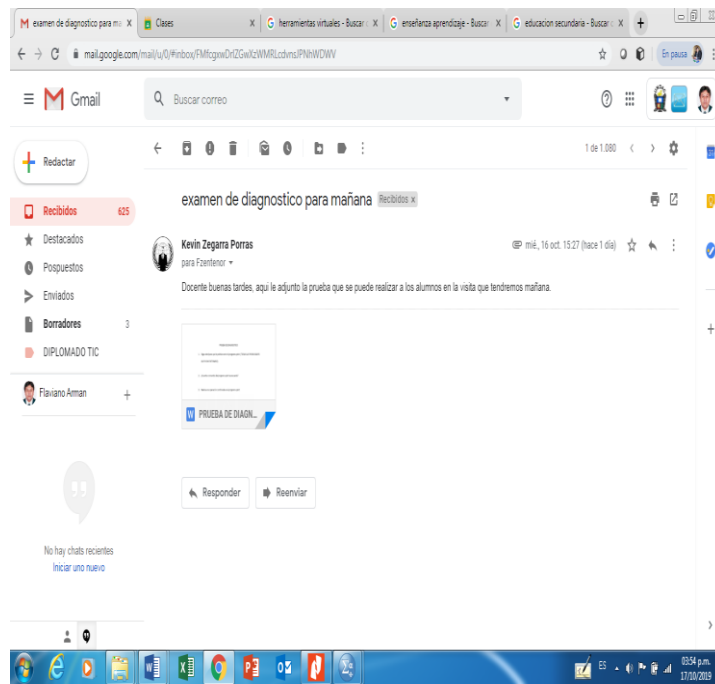 examen de diagnostico para ma
Clases
herramientas virtuales - Buscar c
enseñanza aprendizaje - Buscar
educacion secundaria - Buscar c
mail.google.com/mail/u/0/#inbox/
En pausa
Gmail
Buscar correo
Redactar
1 de 1.080
examen de diagnostico para mañana Recibidos x
Recibidos 625
Destacados
Pospuestos
Enviados
Borradores 3
DIPLOMADO TIC
Flaviano Arman
Kevin Zegarra Porras
mié., 16 oct. 15:27 (hace 1 día)
para Fzentenor
Docente buenas tardes, aqui le adjunto la prueba que se puede realizar a los alumnos en la visita que tendremos mañana.
W PRUEBA DE DIAGN...
Responder
Reenviar
No hay chats recientes
Iniciar uno nuevo
ES
03:54 p.m.
17/10/2019